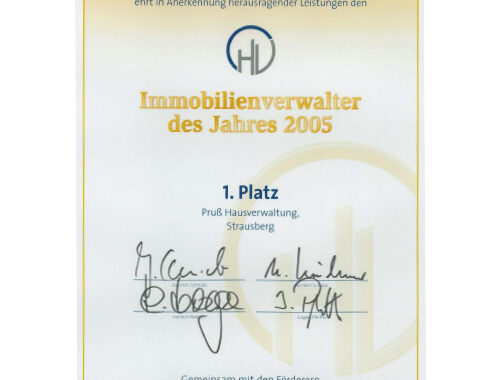 ehrt in Anerkennung herausragender Leistungen den
HV
Immobilienverwalter
des Jahres 2005
1. Platz
Pruß Hausverwaltung,
Strausberg
Gemeinsam mit den Förderern